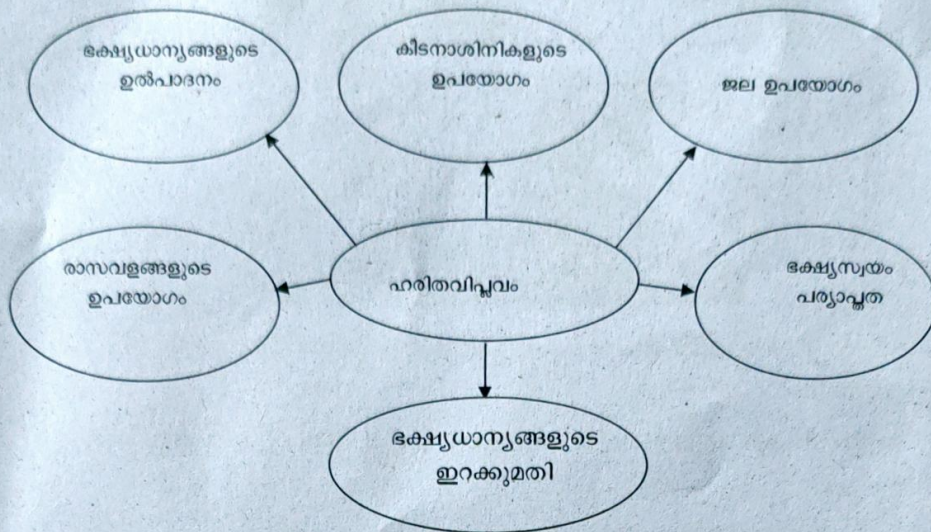 ഭക്ഷ്യധാന്യങ്ങളുടെ
ഉൽപാദനം
കീടനാശിനികളുടെ
ഉപയോഗം
ജല ഉപയോഗം
രാസവളങ്ങളുടെ
ഉപയോഗം
ഹരിതവിപ്ലവം
ഭക്ഷ്യസ്വയം
പര്യാപ്തത
ഭക്ഷ്യധാന്യങ്ങളുടെ
ഇറക്കുമതി